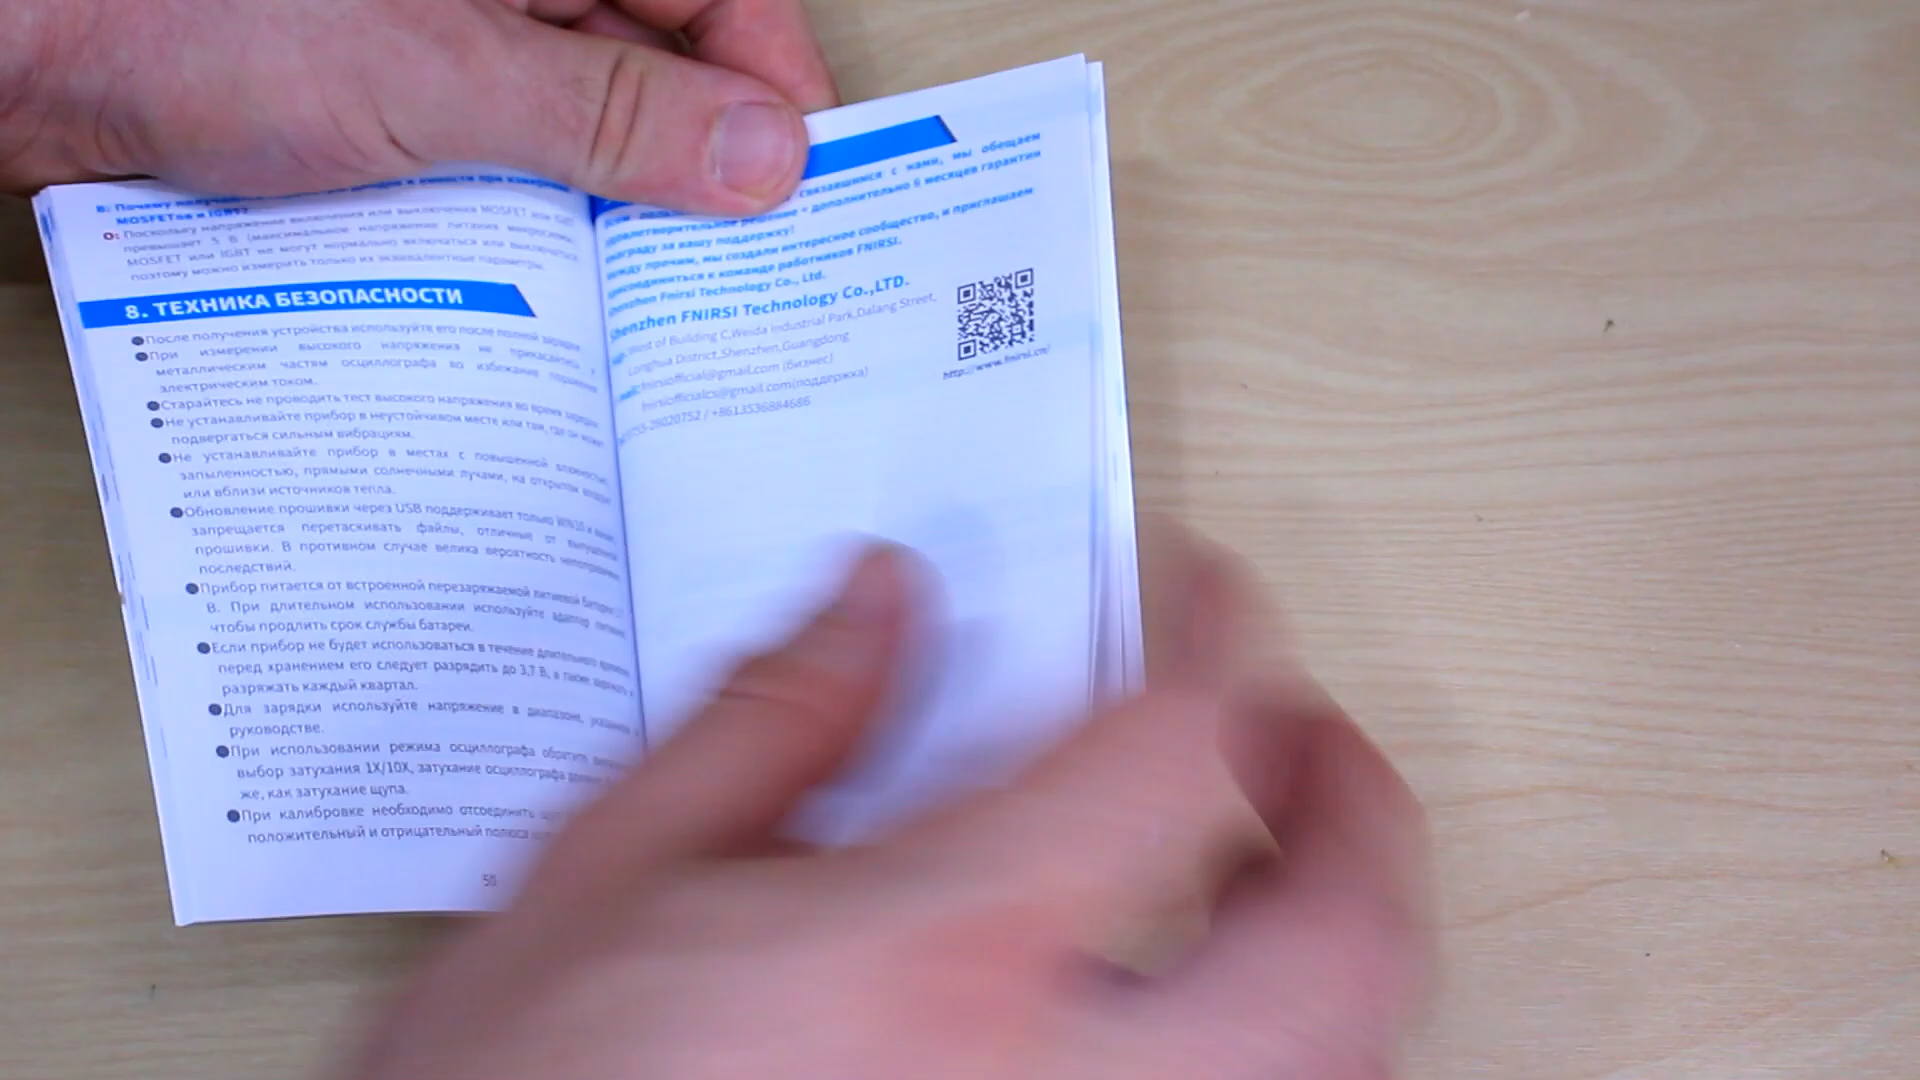 В: Почему
MOSFETов и IGBT?
О: Поскольку напряжение включения или выключения MOSFET или IGBT
превышает 5 В (максимальное напряжение питания микросхемы,
MOSFET или IGBT не могут нормально включаться или выключаться,
поэтому можно измерить только их эквивалентные параметры.
8. ТЕХНИКА БЕЗОПАСНОСТИ
●После получения устройства используйте его после полной зарядки.
●При измерении высокого напряжения не прикасайтесь к
металлическим частям осциллографа во избежание поражения
электрическим током.
●Старайтесь не проводить тест высокого напряжения во время зарядки.
●Не устанавливайте прибор в неустойчивом месте или там, где он может
подвергаться сильным вибрациям.
●Не устанавливайте прибор в местах с повышенной влажностью,
запыленностью, прямыми солнечными лучами, на открытом воздухе
или вблизи источников тепла.
●Обновление прошивки через USB поддерживает только WIN10 и выше,
запрещается перетаскивать файлы, отличные от выпущенной
прошивки. В противном случае велика вероятность непоправимых
последствий.
●Прибор питается от встроенной перезаряжаемой литиевой батареи
В. При длительном использовании используйте адаптер питания,
чтобы продлить срок службы батареи.
●Если прибор не будет использоваться в течение длительного времени,
перед хранением его следует разрядить до 3,7 В, а также заряжать и
разряжать каждый квартал.
●Для зарядки используйте напряжение в диапазоне, указанном в
руководстве.
●При использовании режима осциллографа обратите
выбор затухания 1X/10X, затухание осциллографа
же, как затухание щупа.
●При калибровке необходимо отсоединить
положительный и отрицательный полюса
50
связавшимся с нами, мы обещаем
удовлетворительное решение + дополнительно 6 месяцев гарантии
награду за вашу поддержку!
прочим, мы создали интересное сообщество, и приглашаем
присоединиться к команде работников FNIRSI.
Shenzhen Fnirsi Technology Co., Ltd.
Shenzhen FNIRSI Technology Co.,LTD.
West of Building C,Weida Industrial Park,Dalang Street,
Longhua District,Shenzhen,Guangdong
fnirsiofficial@gmail.com (бизнес)
fnirsiofficialcs@gmail.com(поддержка)
0755-28020752 / +8613536884686
http://www.fnirsi.cn/